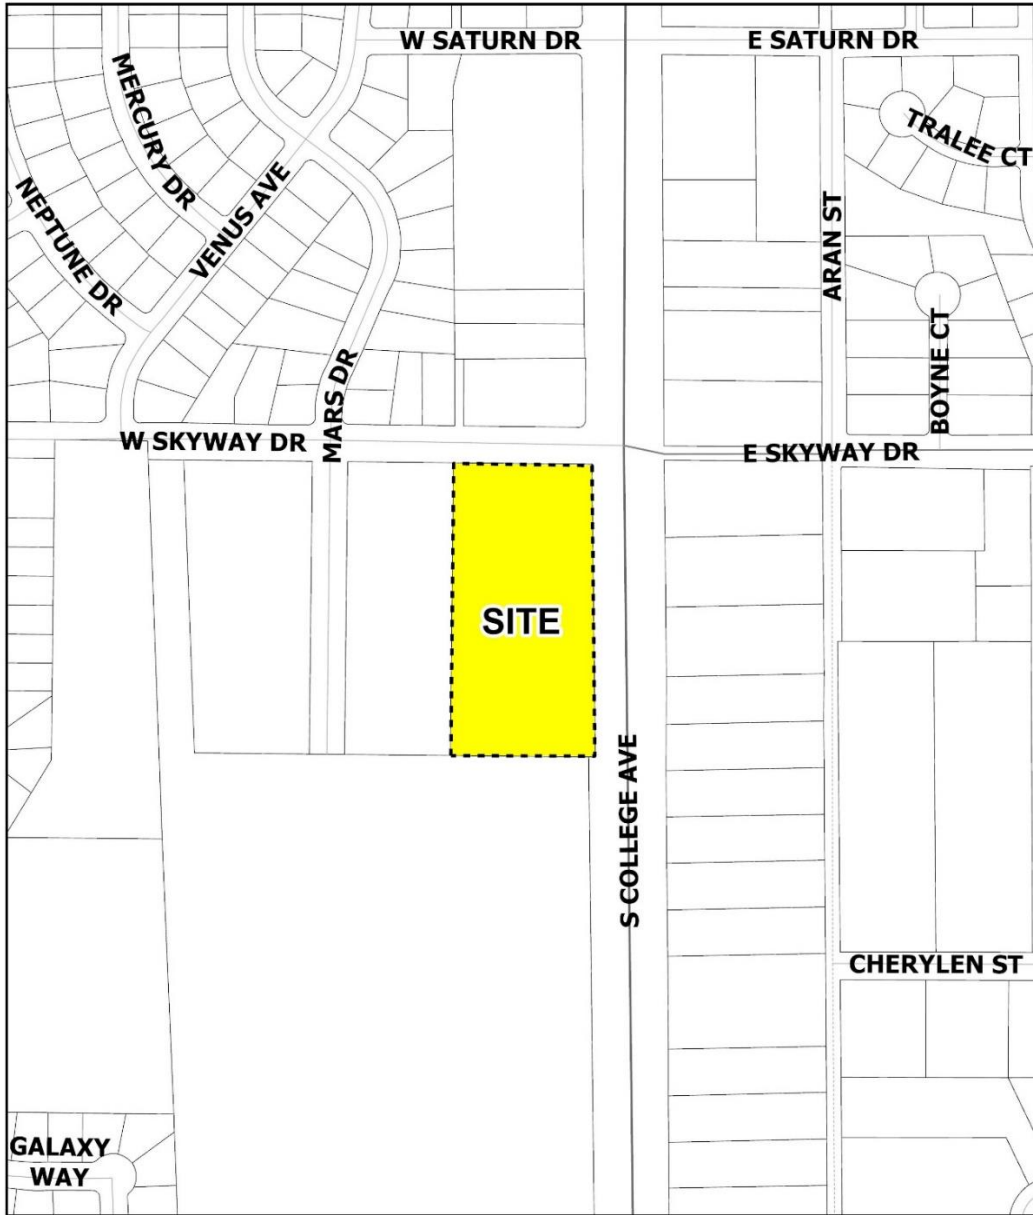 W SATURN DR
E SATURN DR
MERCURY DR
TRALEE CT
NEPTUNE DR
VENUS AVE
ARAN ST
BOYNE CT
MARS DR
W SKYWAY DR
E SKYWAY DR
SITE
S COLLEGE AVE
CHERYLEN ST
GALAXY
WAY